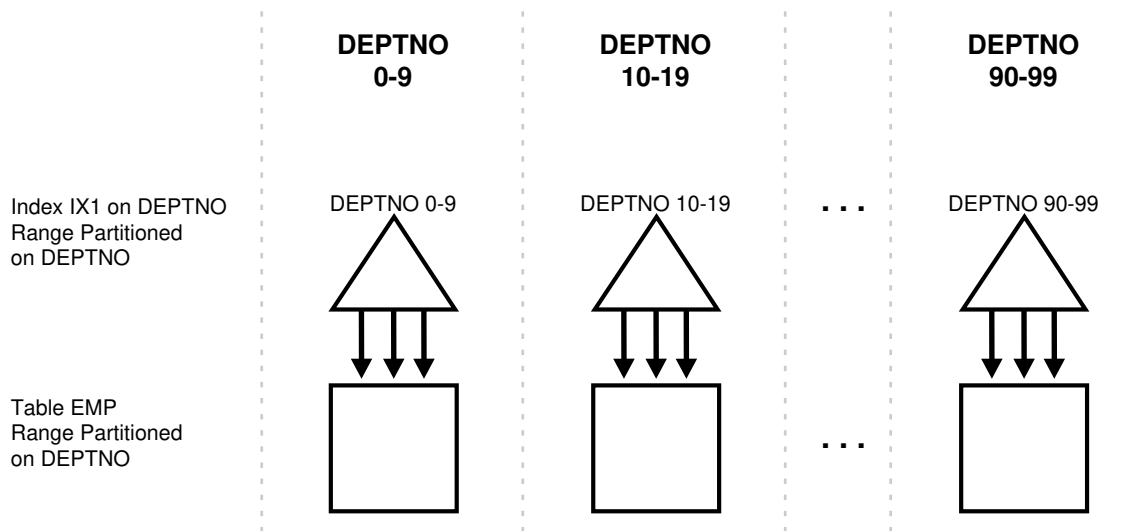 DEPTNO
0-9
DEPTNO
10-19
DEPTNO
90-99
Index IX1 on DEPTNO
Range Partitioned
on DEPTNO
DEPTNO 0-9
DEPTNO 10-19
. . .
DEPTNO 90-99
Table EMP
Range Partitioned
on DEPTNO
. . .